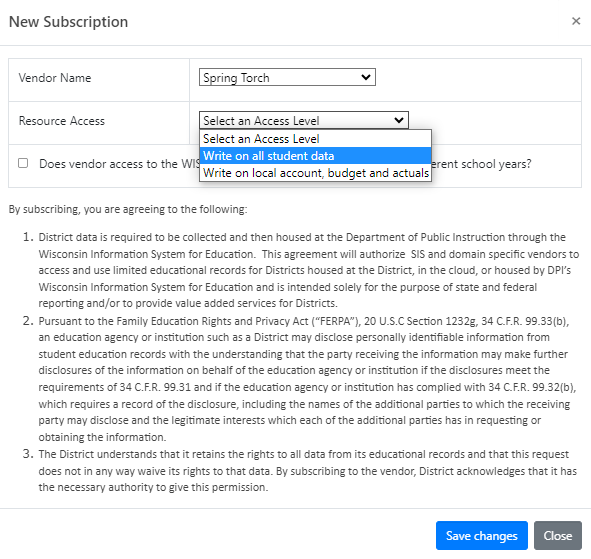 New Subscription
×
Vendor Name
Spring Torch
Resource Access
Select an Access Level
Select an Access Level
Write on all student data
Does vendor access to the WIS
erent school years?
Write on local account, budget and actuals
By subscribing, you are agreeing to the following:
1. District data is required to be collected and then housed at the Department of Public Instruction through the
Wisconsin Information System for Education. This agreement will authorize SIS and domain specific vendors to
access and use limited educational records for Districts housed at the District, in the cloud, or housed by DPI's
Wisconsin Information System for Education and is intended solely for the purpose of state and federal
reporting and/or to provide value added services for Districts.
2. Pursuant to the Family Education Rights and Privacy Act ("FERPA"), 20 U.S.C Section 1232g, 34 C.F.R. 99.33(b),
an education agency or institution such as a District may disclose personally identifiable information from
student education records with the understanding that the party receiving the information may make further
disclosures of the information on behalf of the education agency or institution if the disclosures meet the
requirements of 34 C.F.R. 99.31 and if the education agency or institution has complied with 34 C.F.R. 99.32(b),
which requires a record of the disclosure, including the names of the additional parties to which the receiving
party may disclose and the legitimate interests which each of the additional parties has in requesting or
obtaining the information.
3. The District understands that it retains the rights to all data from its educational records and that this request
does not in any way waive its rights to that data. By subscribing to the vendor, District acknowledges that it has
the necessary authority to give this permission.
Save changes
Close